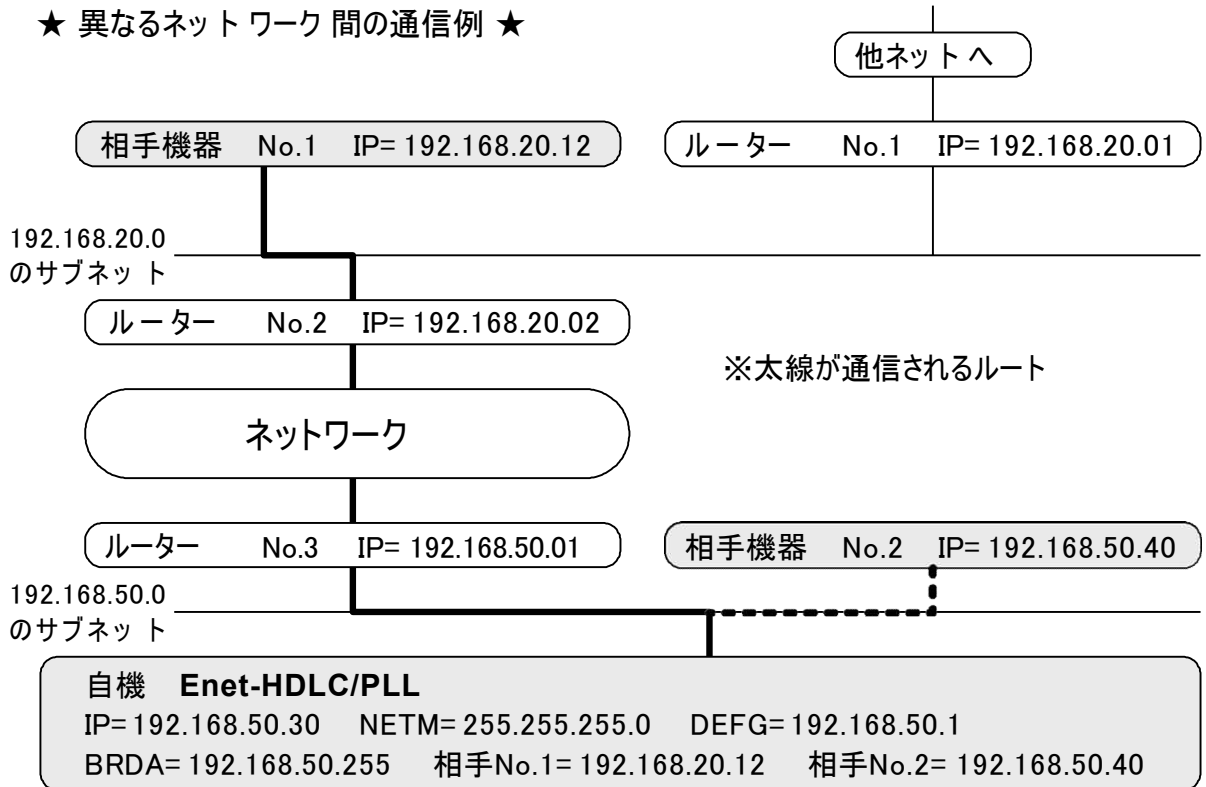 ★ 異なるネットワーク間の通信例 ★
他ネットへ
相手機器 No.1 IP=192.168.20.12
ルーター No.1 IP=192.168.20.01
192.168.20.0
のサブネット
ルーター No.2 IP=192.168.20.02
※太線が通信されるルート
ネットワーク
ルーター No.3 IP=192.168.50.01
相手機器 No.2 IP=192.168.50.40
192.168.50.0
のサブネット
自機 Enet-HDLC/PLL
IP=192.168.50.30 NETM=255.255.255.0 DEFG=192.168.50.1
BRDA=192.168.50.255 相手No.1=192.168.20.12 相手No.2=192.168.50.40